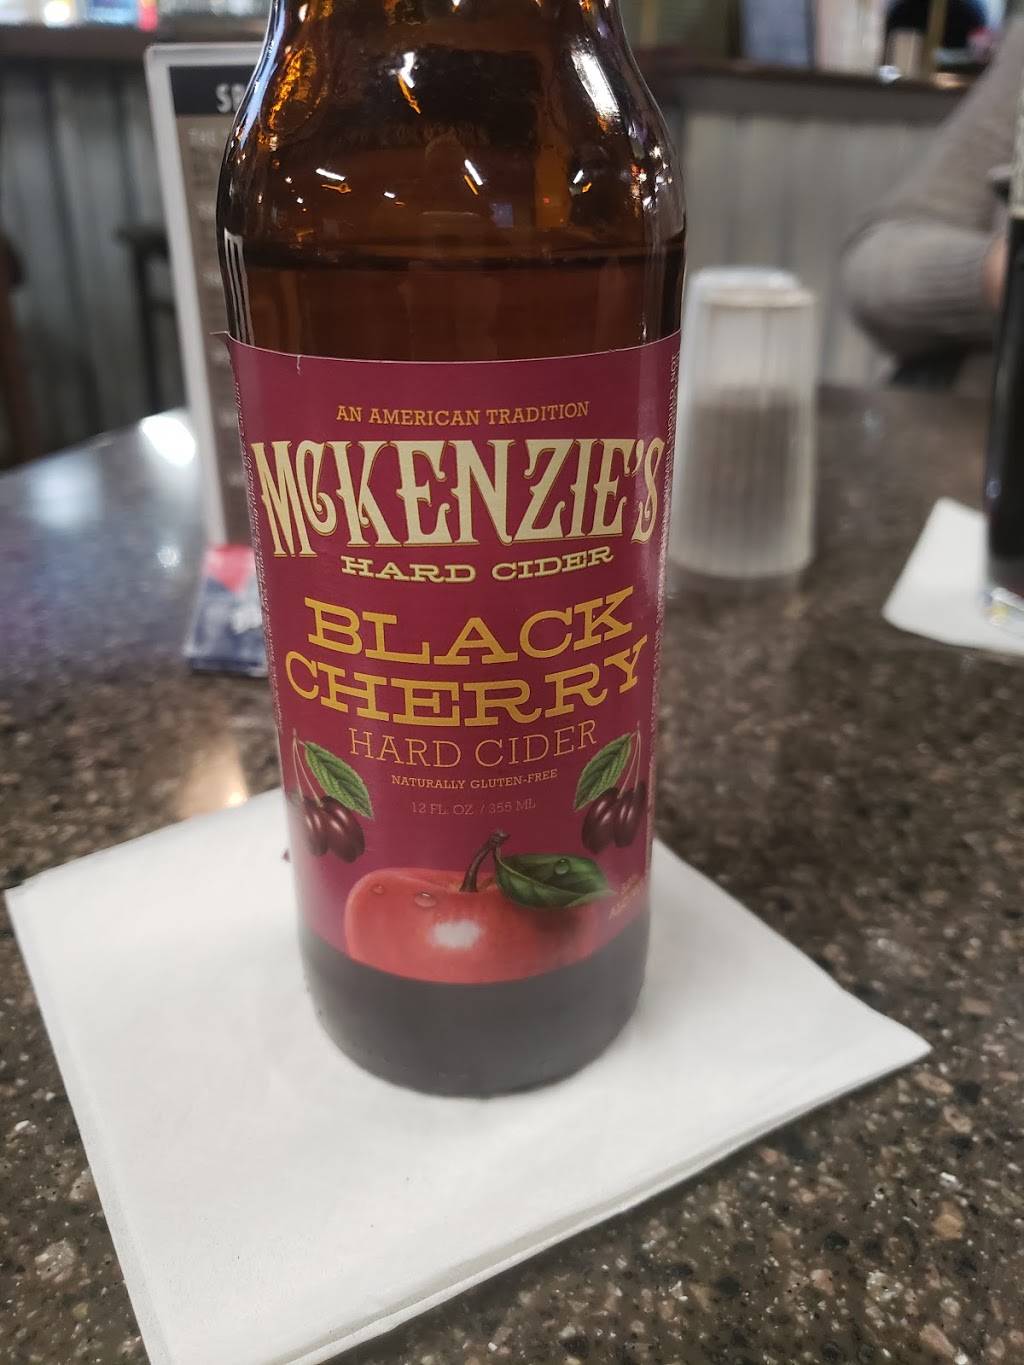 AN AMERICAN TRADITION
McKENZIE'S
HARD CIDER
BLACK
CHERRY
HARD CIDER
NATURALLY GLUTEN-FREE
12 FL. OZ / 355 ML